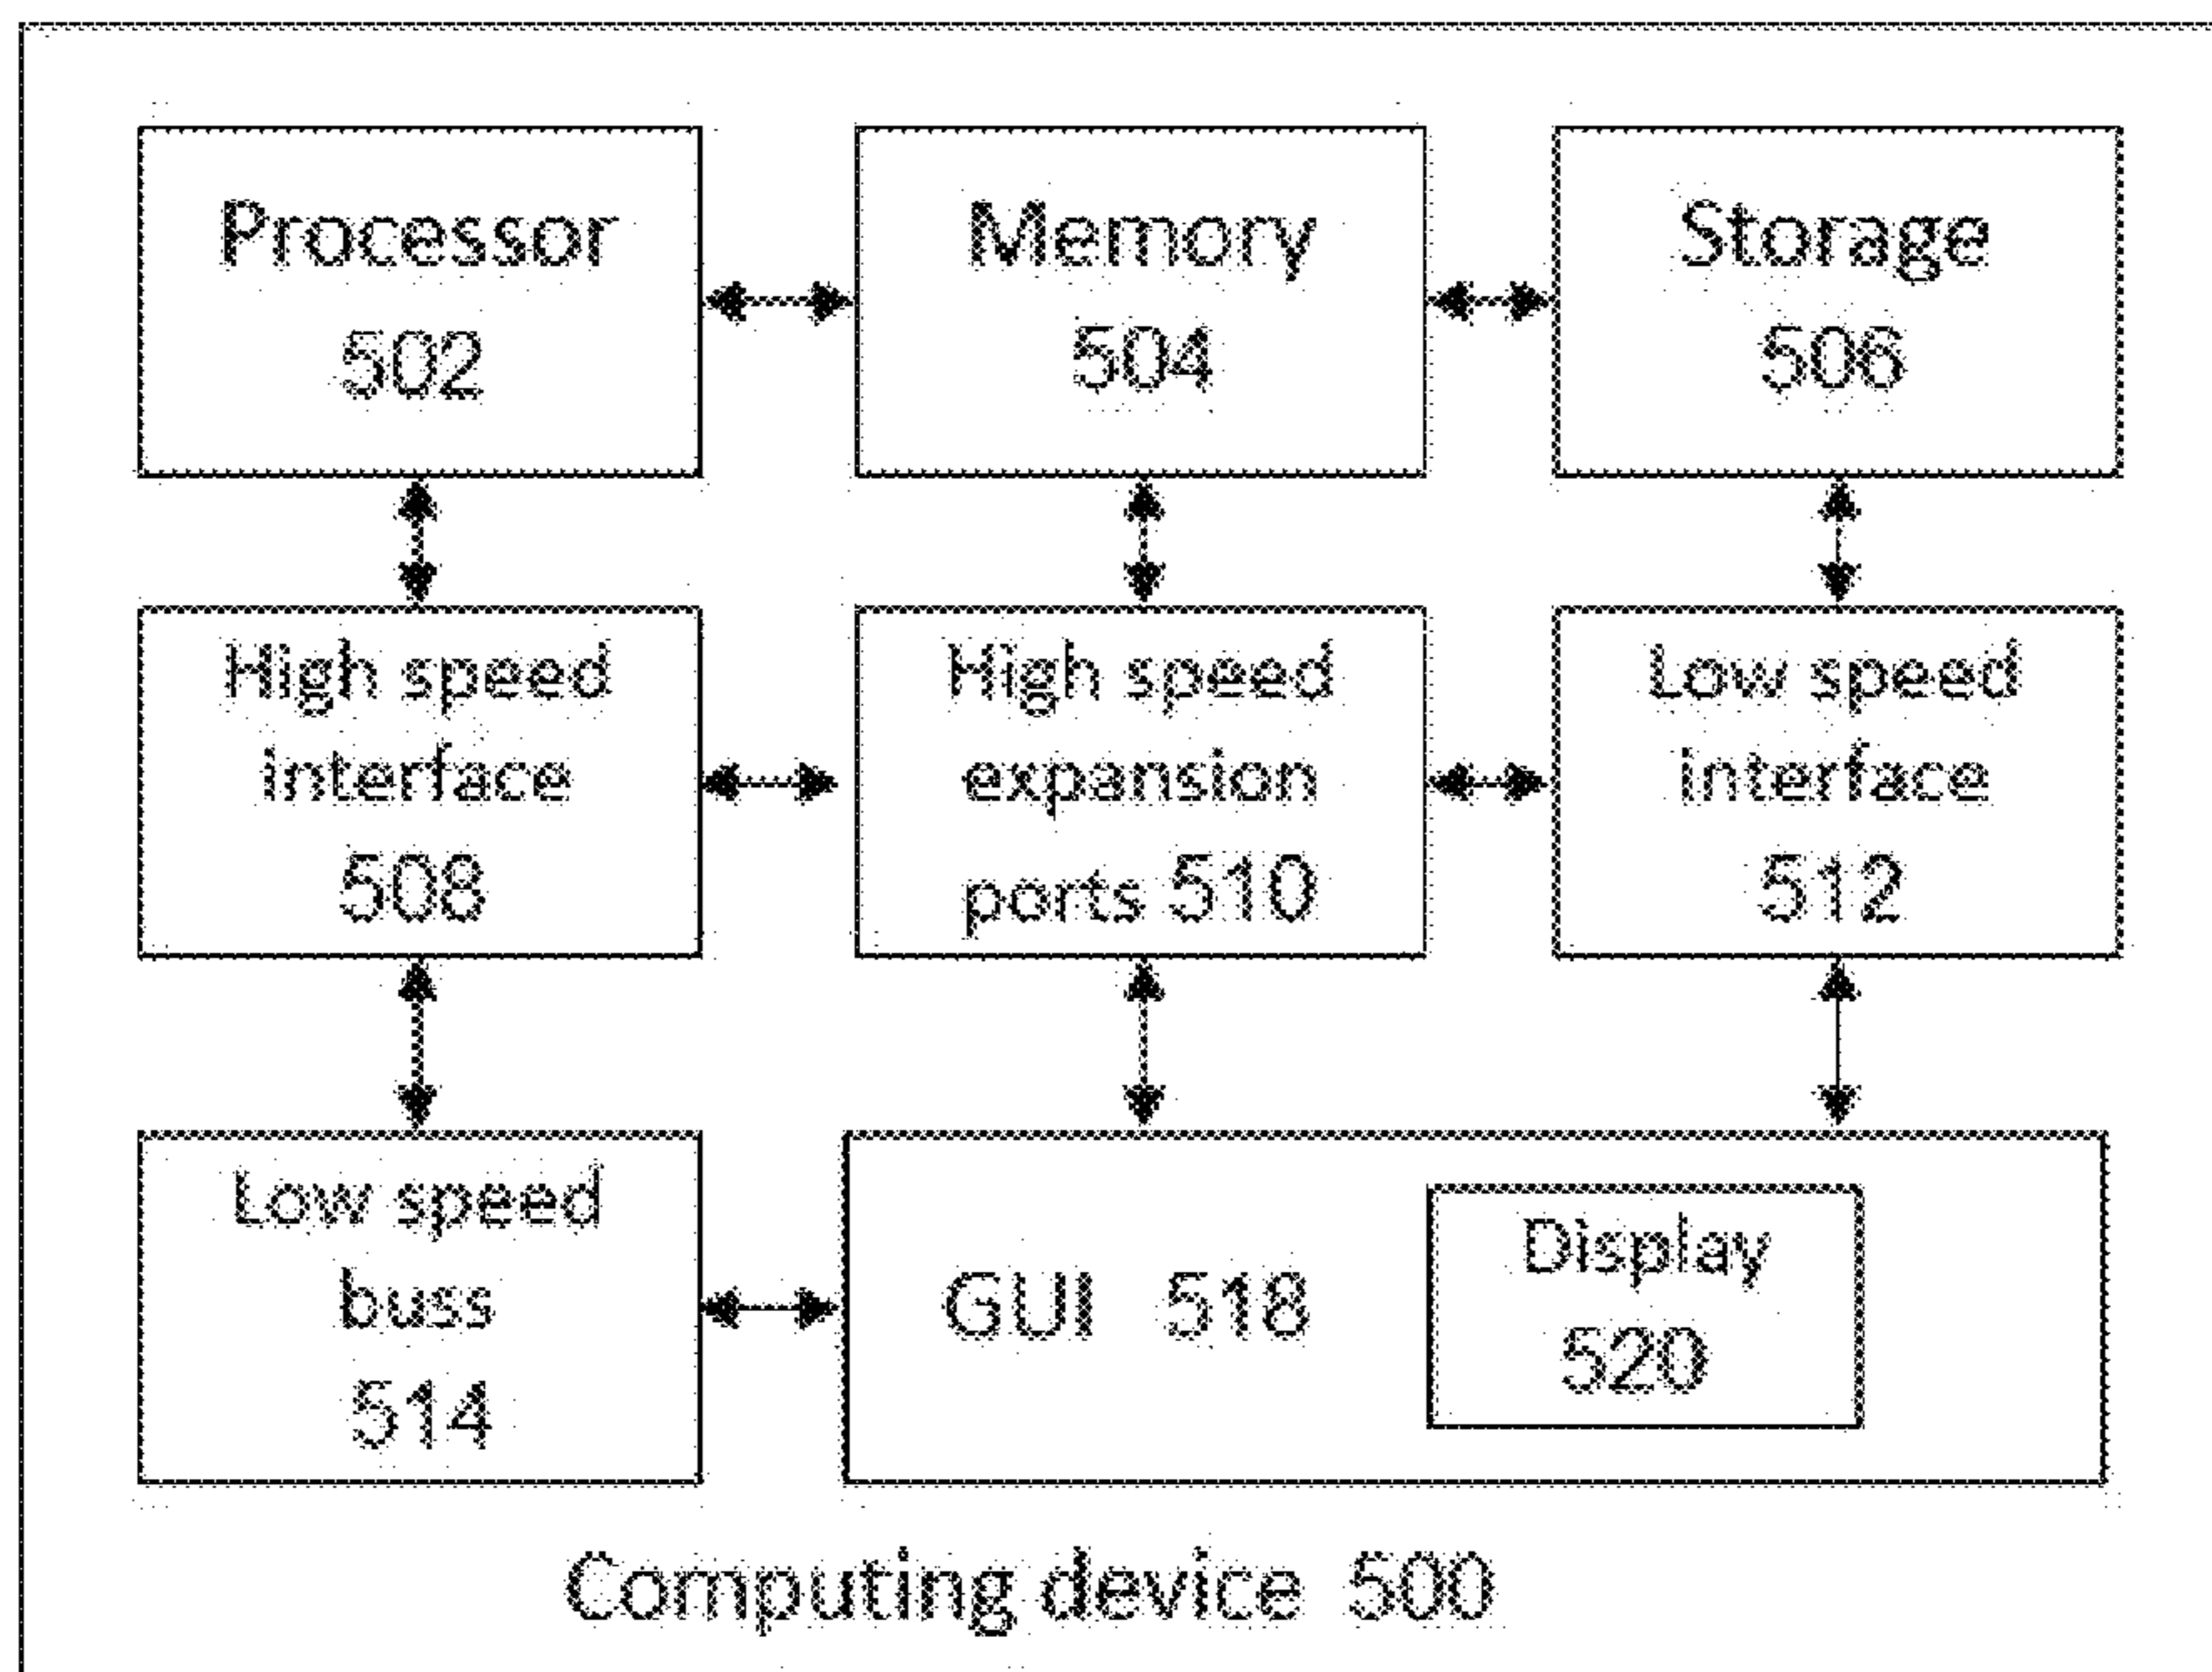 Processor
502
Memory
504
Storage
506
High speed
interface
508
High speed
expansion
ports 510
Low speed
interface
512
Low speed
buss
514
GUI 518
Display
520
Computing device 500